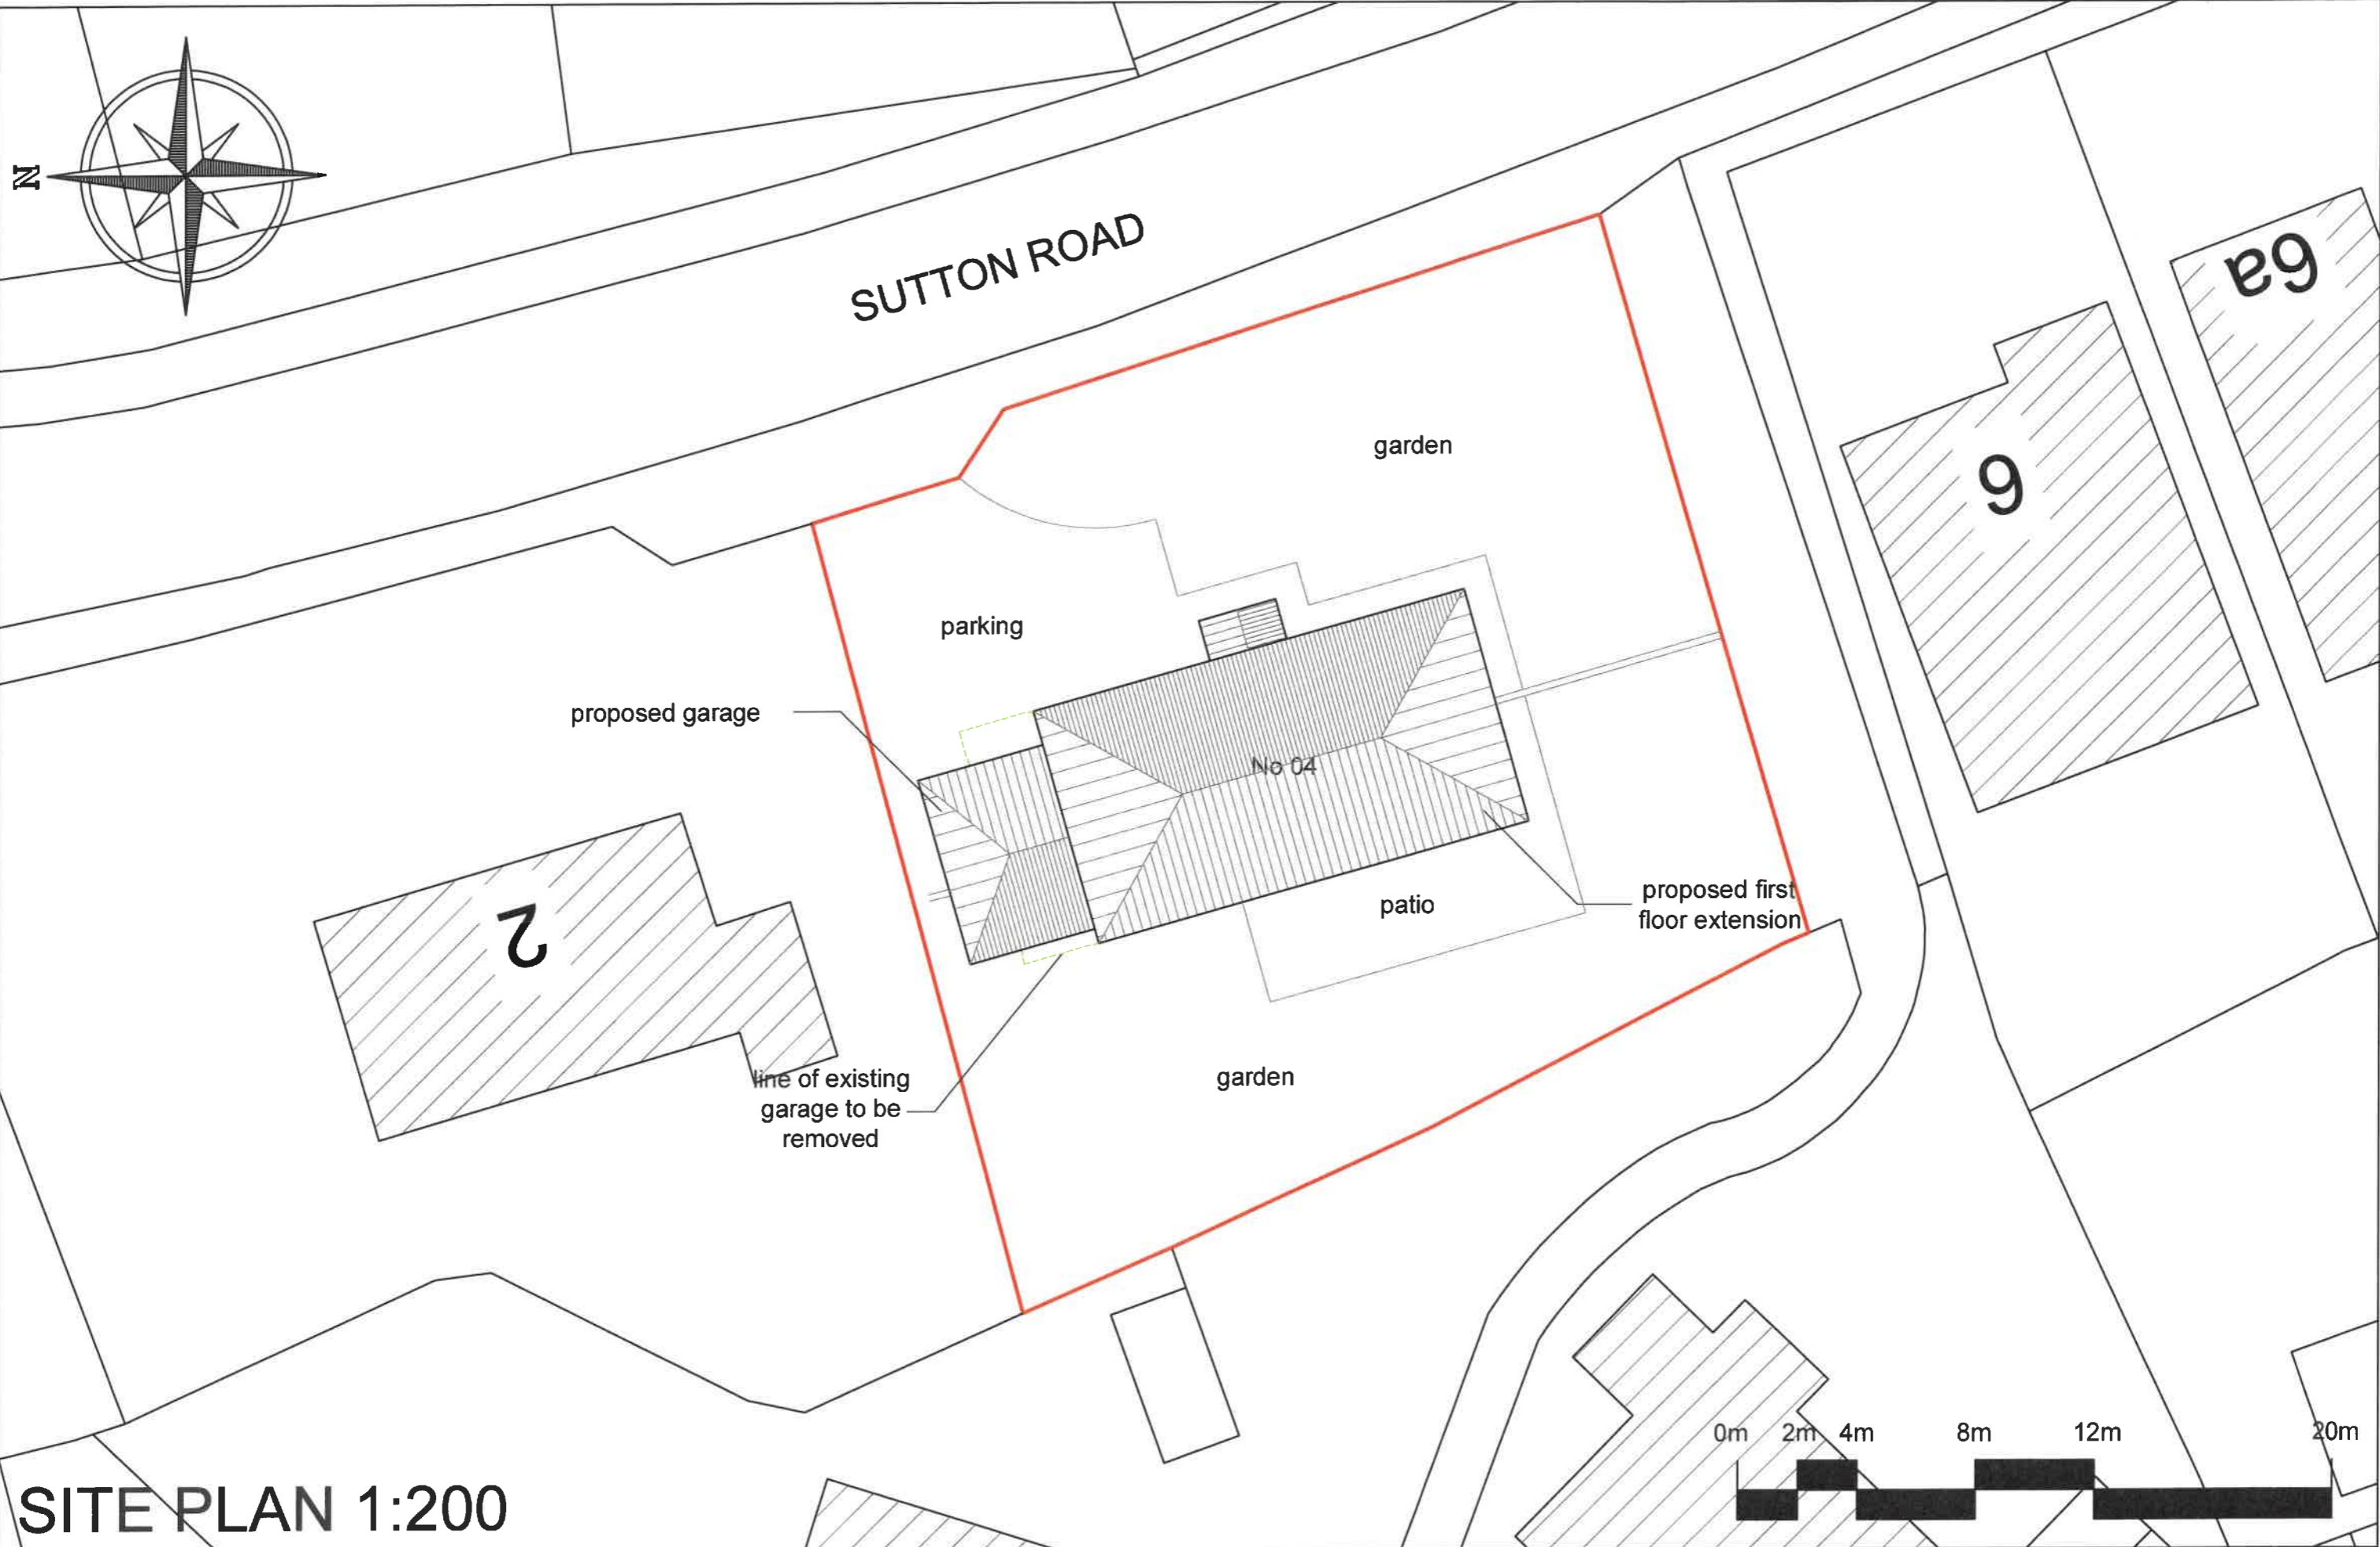 N
SUTTON ROAD
6a
6
garden
parking
proposed garage
No 04
2
patio
proposed first
floor extension
line of existing
garage to be
removed
garden
0m 2m 4m 8m 12m 20m
SITE PLAN 1:200